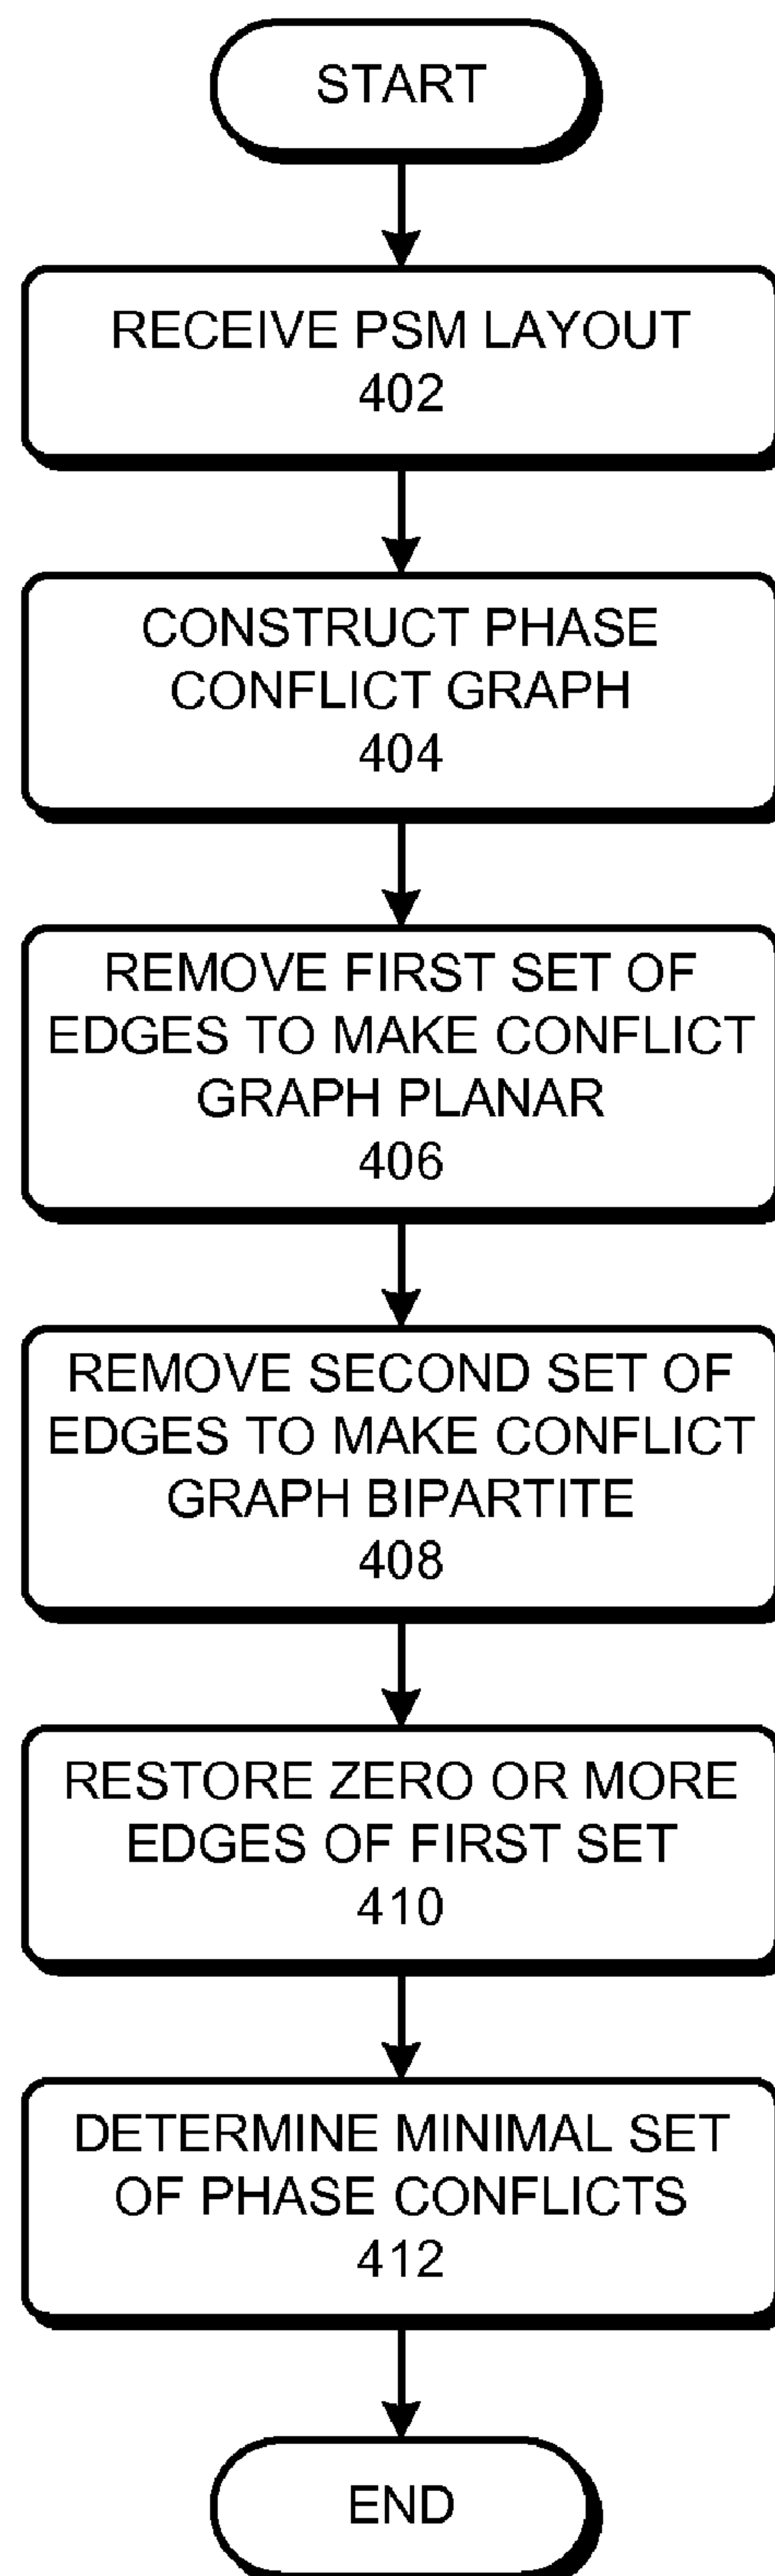 START
RECEIVE PSM LAYOUT
402
CONSTRUCT PHASE
CONFLICT GRAPH
404
REMOVE FIRST SET OF
EDGES TO MAKE CONFLICT
GRAPH PLANAR
406
REMOVE SECOND SET OF
EDGES TO MAKE CONFLICT
GRAPH BIPARTITE
408
RESTORE ZERO OR MORE
EDGES OF FIRST SET
410
DETERMINE MINIMAL SET
OF PHASE CONFLICTS
412
END